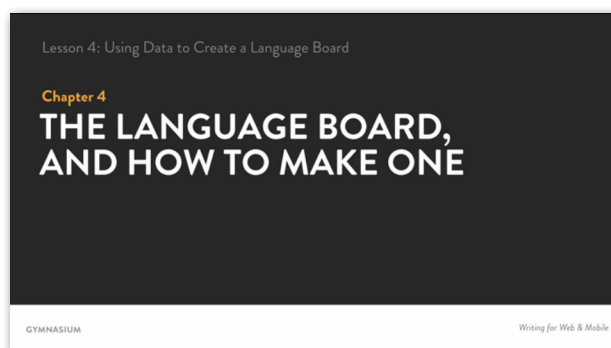 Lesson 4: Using Data to Create a Language Board
Chapter 4
THE LANGUAGE BOARD,
AND HOW TO MAKE ONE
GYMNASIUM
Writing for Web & Mobile